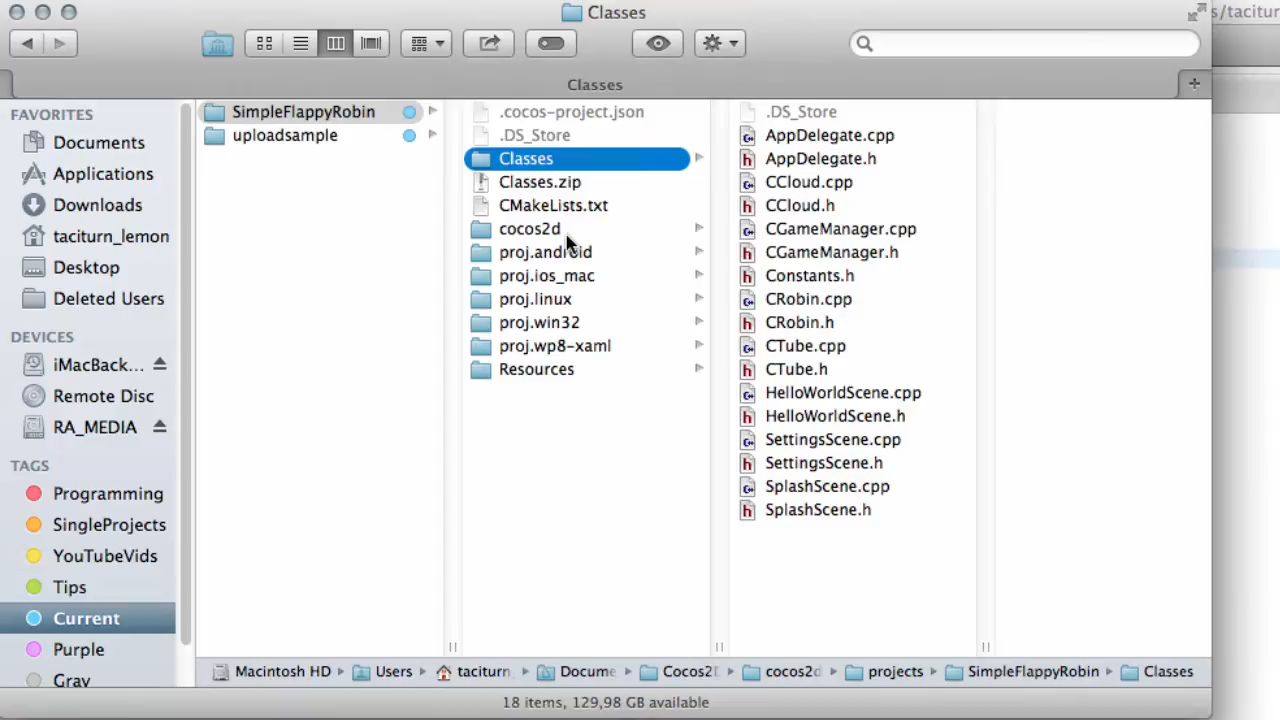 Classes
s/tacitur
Classes
FAVORITES
Documents
Applications
Downloads
taciturn_lemon
Desktop
Deleted Users
DEVICES
iMacBack...
Remote Disc
RA_MEDIA
TAGS
Programming
SingleProjects
YouTubeVids
Tips
Current
Purple
Gray
SimpleFlappyRobin
uploadsample
.cocos-project.json
.DS_Store
Classes
Classes.zip
CMakeLists.txt
cocos2d
proj.android
proj.ios_mac
proj.linux
proj.win32
proj.wp8-xaml
Resources
.DS_Store
AppDelegate.cpp
AppDelegate.h
CCloud.cpp
CCloud.h
CGameManager.cpp
CGameManager.h
Constants.h
CRobin.cpp
CRobin.h
CTube.cpp
CTube.h
HelloWorldScene.cpp
HelloWorldScene.h
SettingsScene.cpp
SettingsScene.h
SplashScene.cpp
SplashScene.h
Macintosh HD Users taciturn Docume Cocos2D cocos2d projects SimpleFlappyRobin Classes
18 items, 129,98 GB available